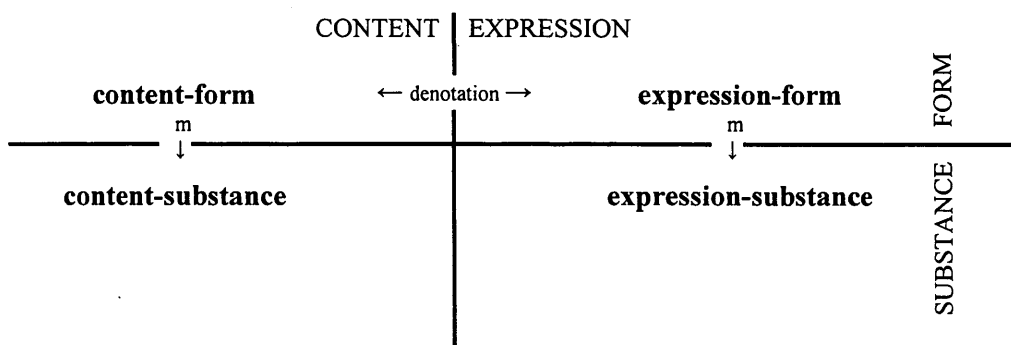 CONTENT EXPRESSION
content-form ← denotation → expression-form
m m
↓ ↓
content-substance expression-substance
FORM
SUBSTANCE